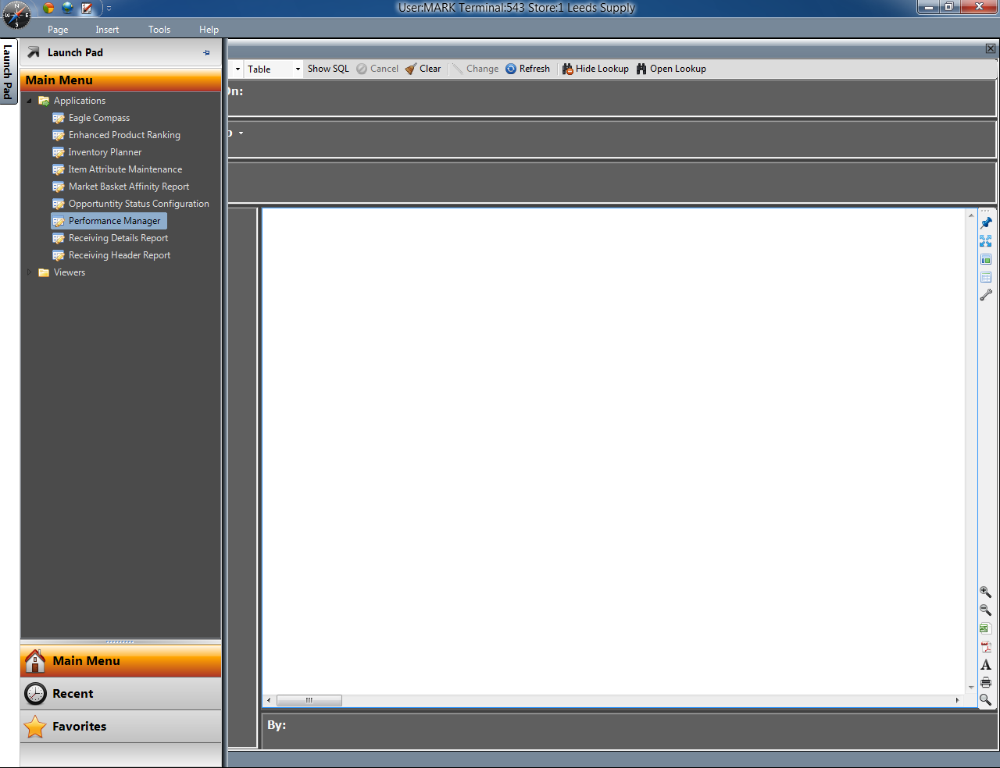 User:MARK Terminal:543 Store:1 Leeds Supply
Page Insert Tools Help
Launch Pad
Launch Pad
Main Menu
Applications
Eagle Compass
Enhanced Product Ranking
Inventory Planner
Item Attribute Maintenance
Market Basket Affinity Report
Opportuntity Status Configuration
Performance Manager
Receiving Details Report
Receiving Header Report
Viewers
Main Menu
Recent
Favorites
Table Show SQL Cancel Clear Change Refresh Hide Lookup Open Lookup
On:
By: